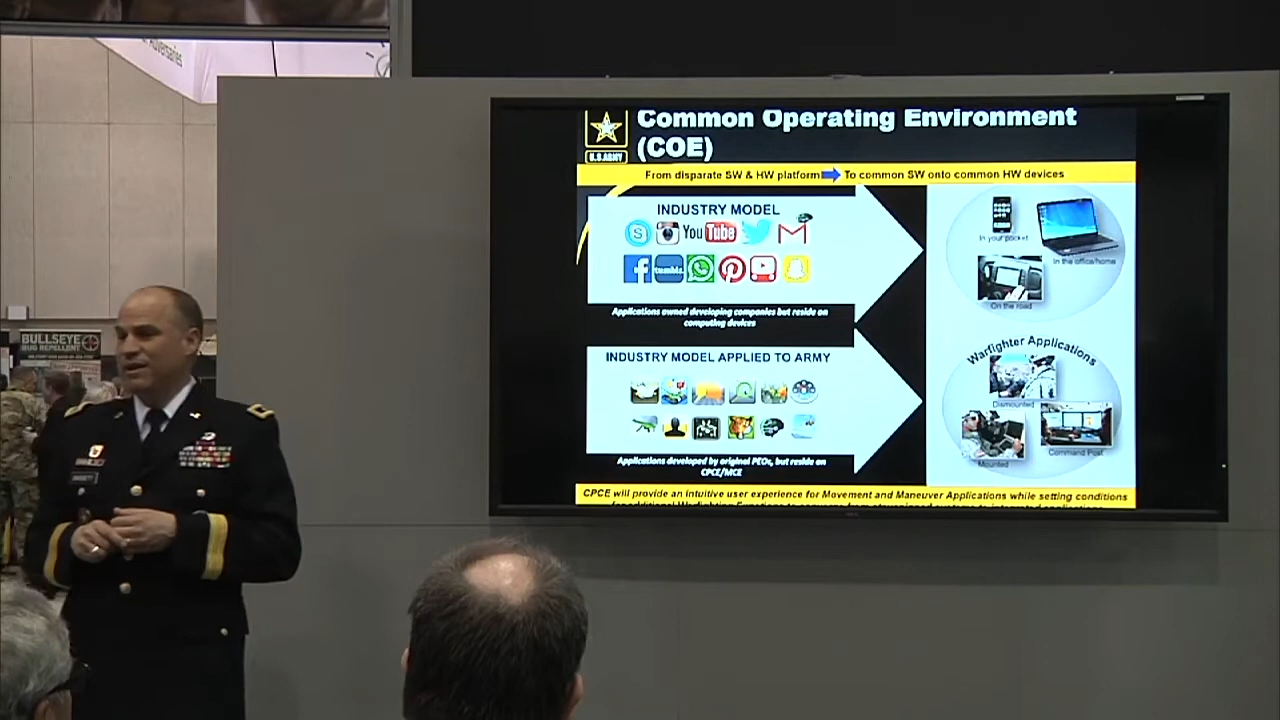 Adversaries
BULLSEYE
BUG REPELLENT
U.S. ARMY
Common Operating Environment
(COE)
From disparate SW & HW platform To common SW onto common HW devices
INDUSTRY MODEL
You Tube
tumblr.
Applications owned developing companies but reside on
computing devices
In your pocket
In the office/home
On the road
INDUSTRY MODEL APPLIED TO ARMY
Applications developed by original PEOs, but reside on
CPCE/MCE
Warfighter Applications
Dismounted
Mounted
Command Post
CPCE will provide an intuitive user experience for Movement and Maneuver Applications while setting conditions